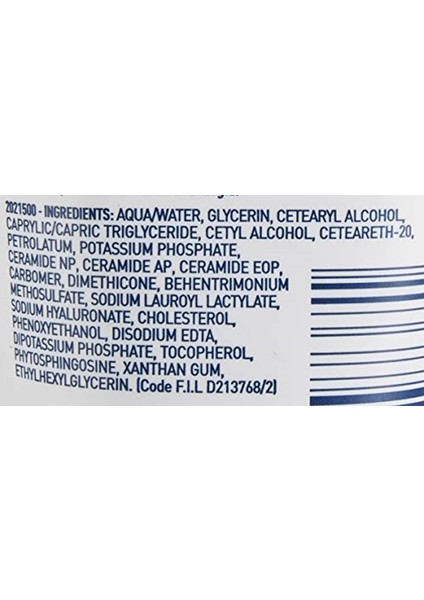 2021500 - INGREDIENTS: AQUA/WATER, GLYCERIN, CETEARYL ALCOHOL,
CAPRYLIC/CAPRIC TRIGLYCERIDE, CETYL ALCOHOL, CETEARETH-20,
PETROLATUM, POTASSIUM PHOSPHATE,
CERAMIDE NP, CERAMIDE AP, CERAMIDE EOP,
CARBOMER, DIMETHICONE, BEHENTRIMONIUM
METHOSULFATE, SODIUM LAUROYL LACTYLATE,
SODIUM HYALURONATE, CHOLESTEROL,
PHENOXYETHANOL, DISODIUM EDTA,
DIPOTASSIUM PHOSPHATE, TOCOPHEROL,
PHYTOSPHINGOSINE, XANTHAN GUM,
ETHYLHEXYLGLYCERIN. (Code F.I.L D213768/2)